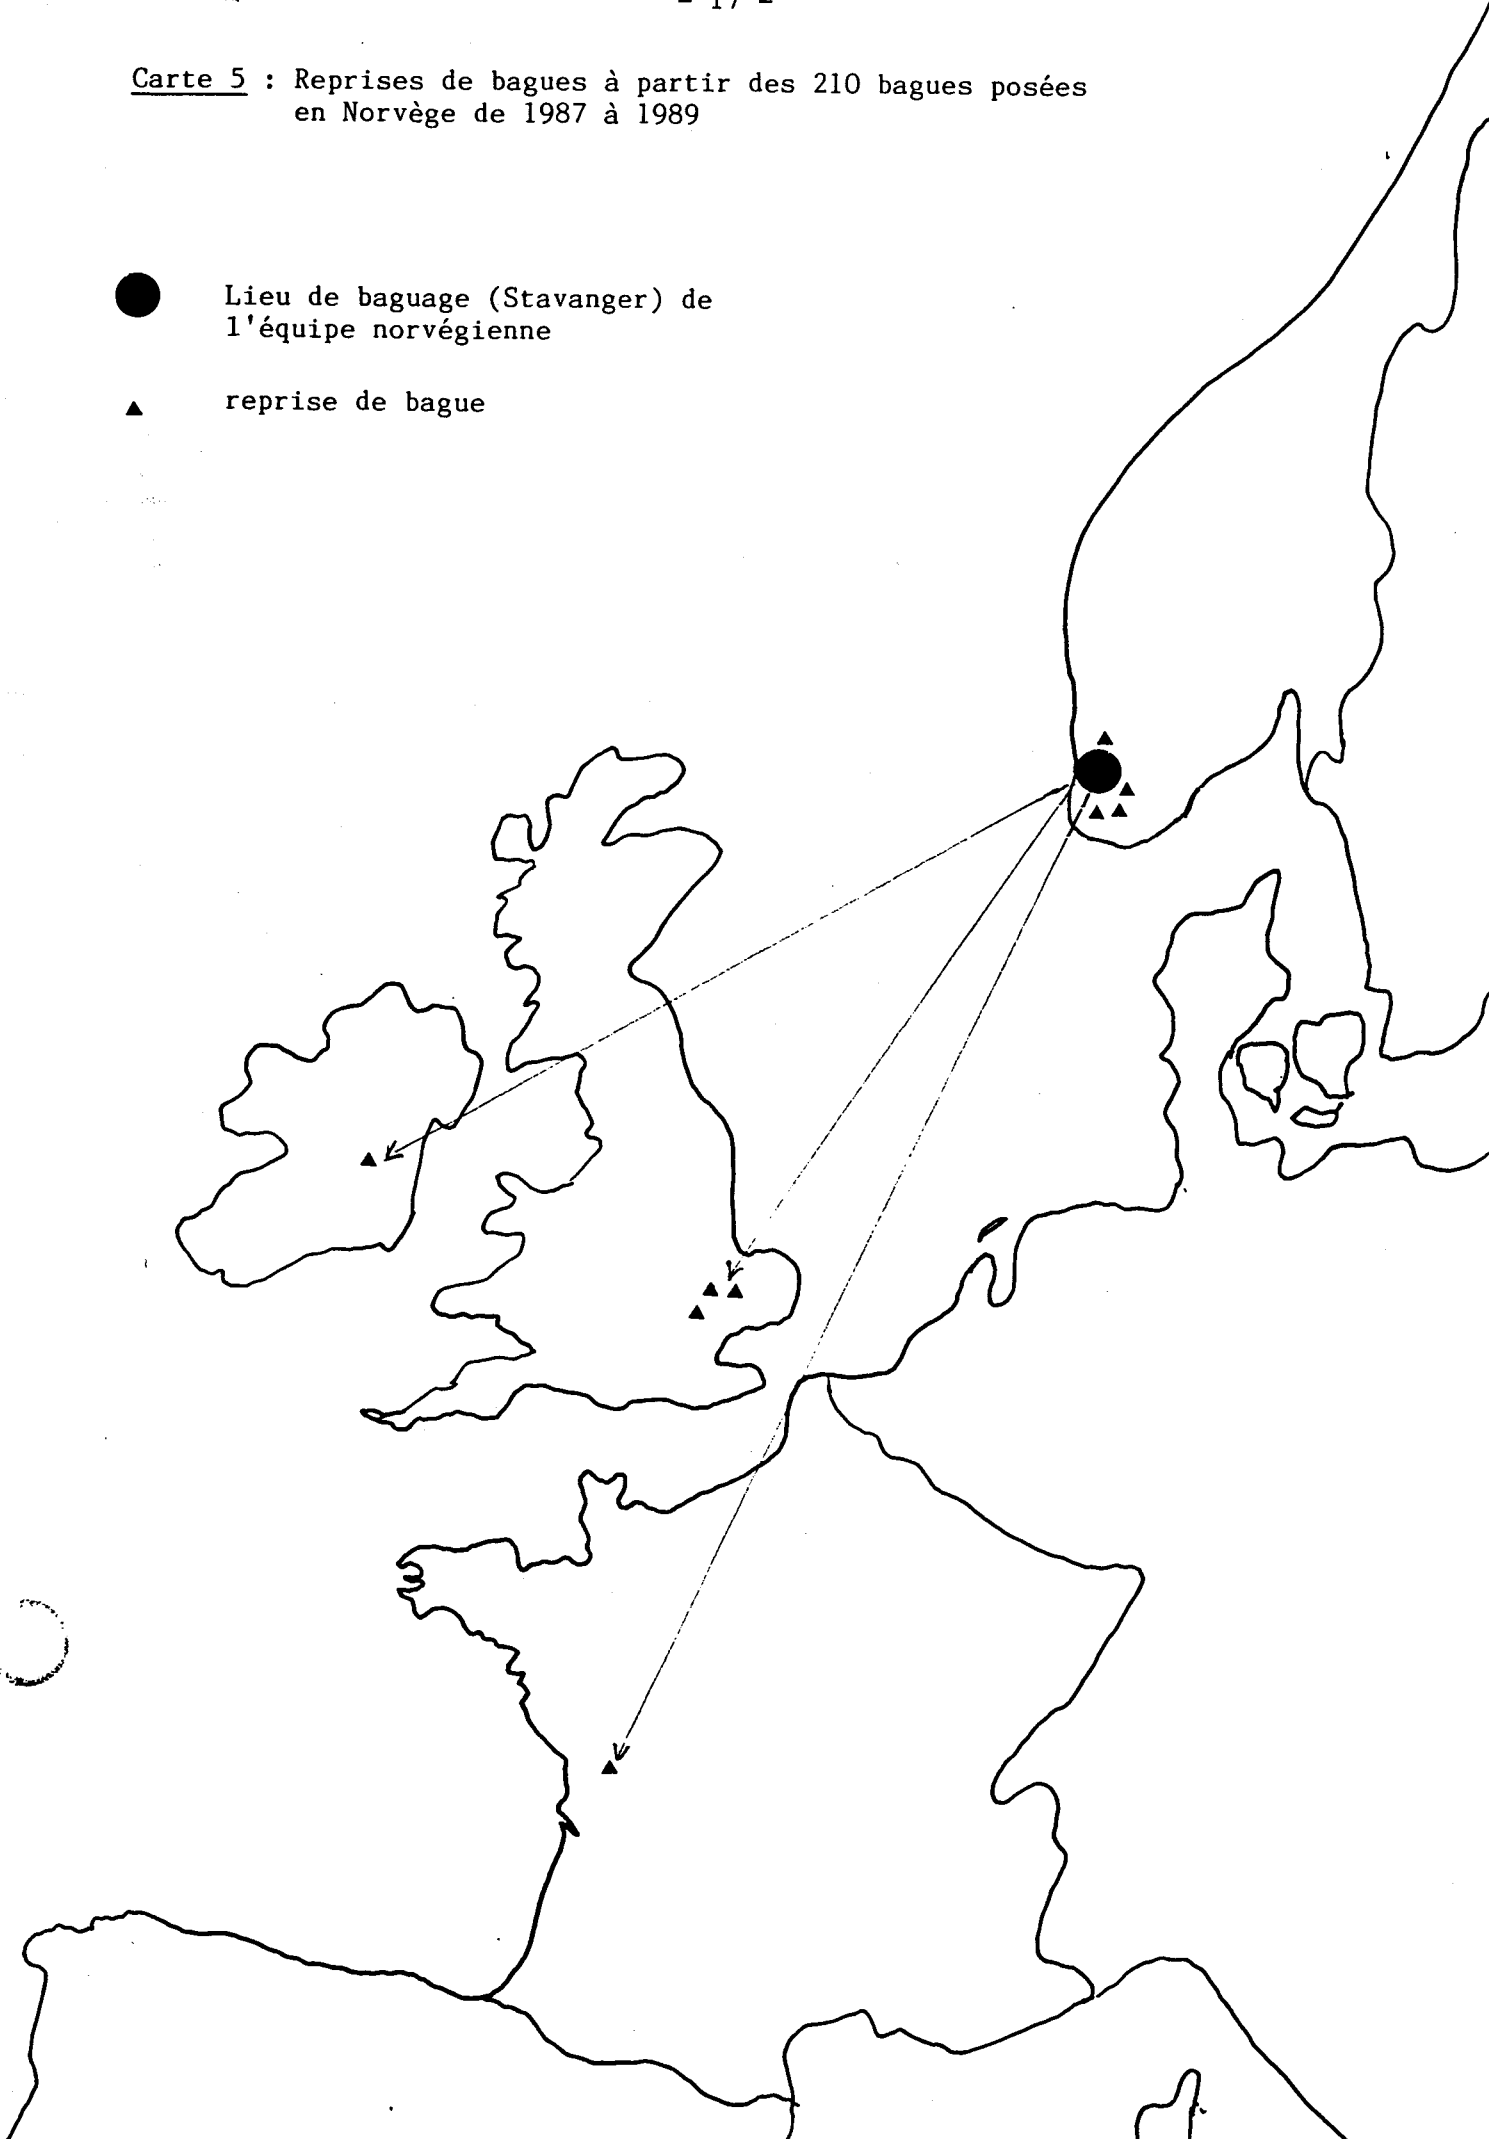 - 17 -
Carte 5 : Reprises de bagues à partir des 210 bagues posées
en Norvège de 1987 à 1989
Lieu de baguage (Stavanger) de
l'équipe norvégienne
reprise de bague